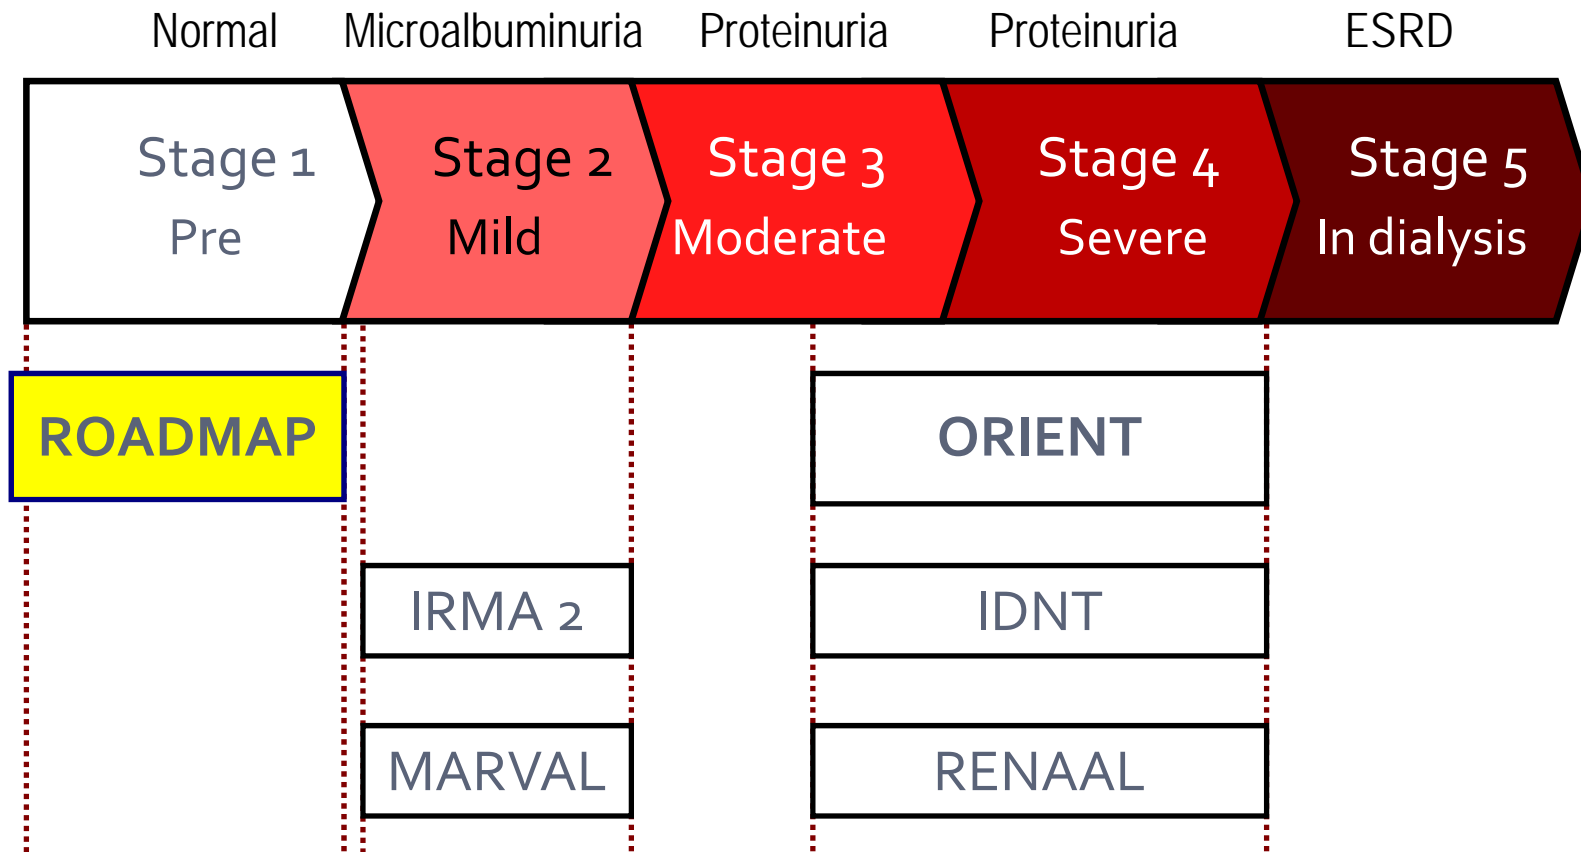 Normal Microalbuminuria Proteinuria Proteinuria ESRD
Stage 1 Stage 2 Stage 3 Stage 4 Stage 5
Pre Mild Moderate Severe In dialysis
ROADMAP ORIENT
IRMA 2 IDNT
MARVAL RENAAL